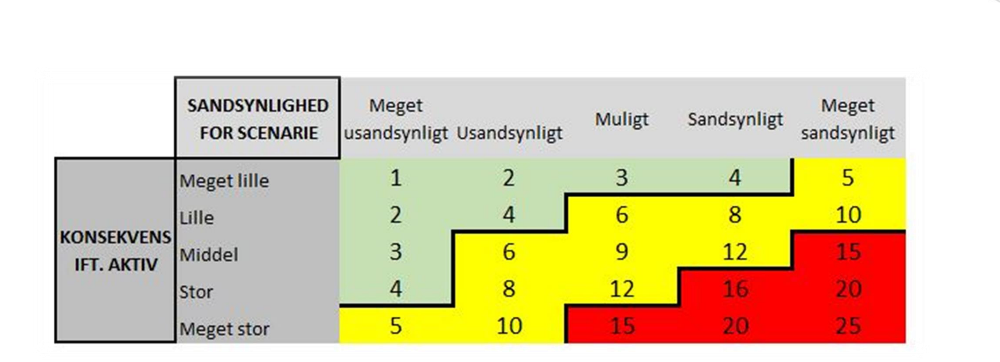 SANDSYNLIGHED
FOR SCENARIE
Meget
usandsynligt
Usandsynligt
Muligt
Sandsynligt
Meget
sandsynligt
KONSEKVENS
IFT. AKTIV
Meget lille 1 2 3 4 5
Lille 2 4 6 8 10
Middel 3 6 9 12 15
Stor 4 8 12 16 20
Meget stor 5 10 15 20 25